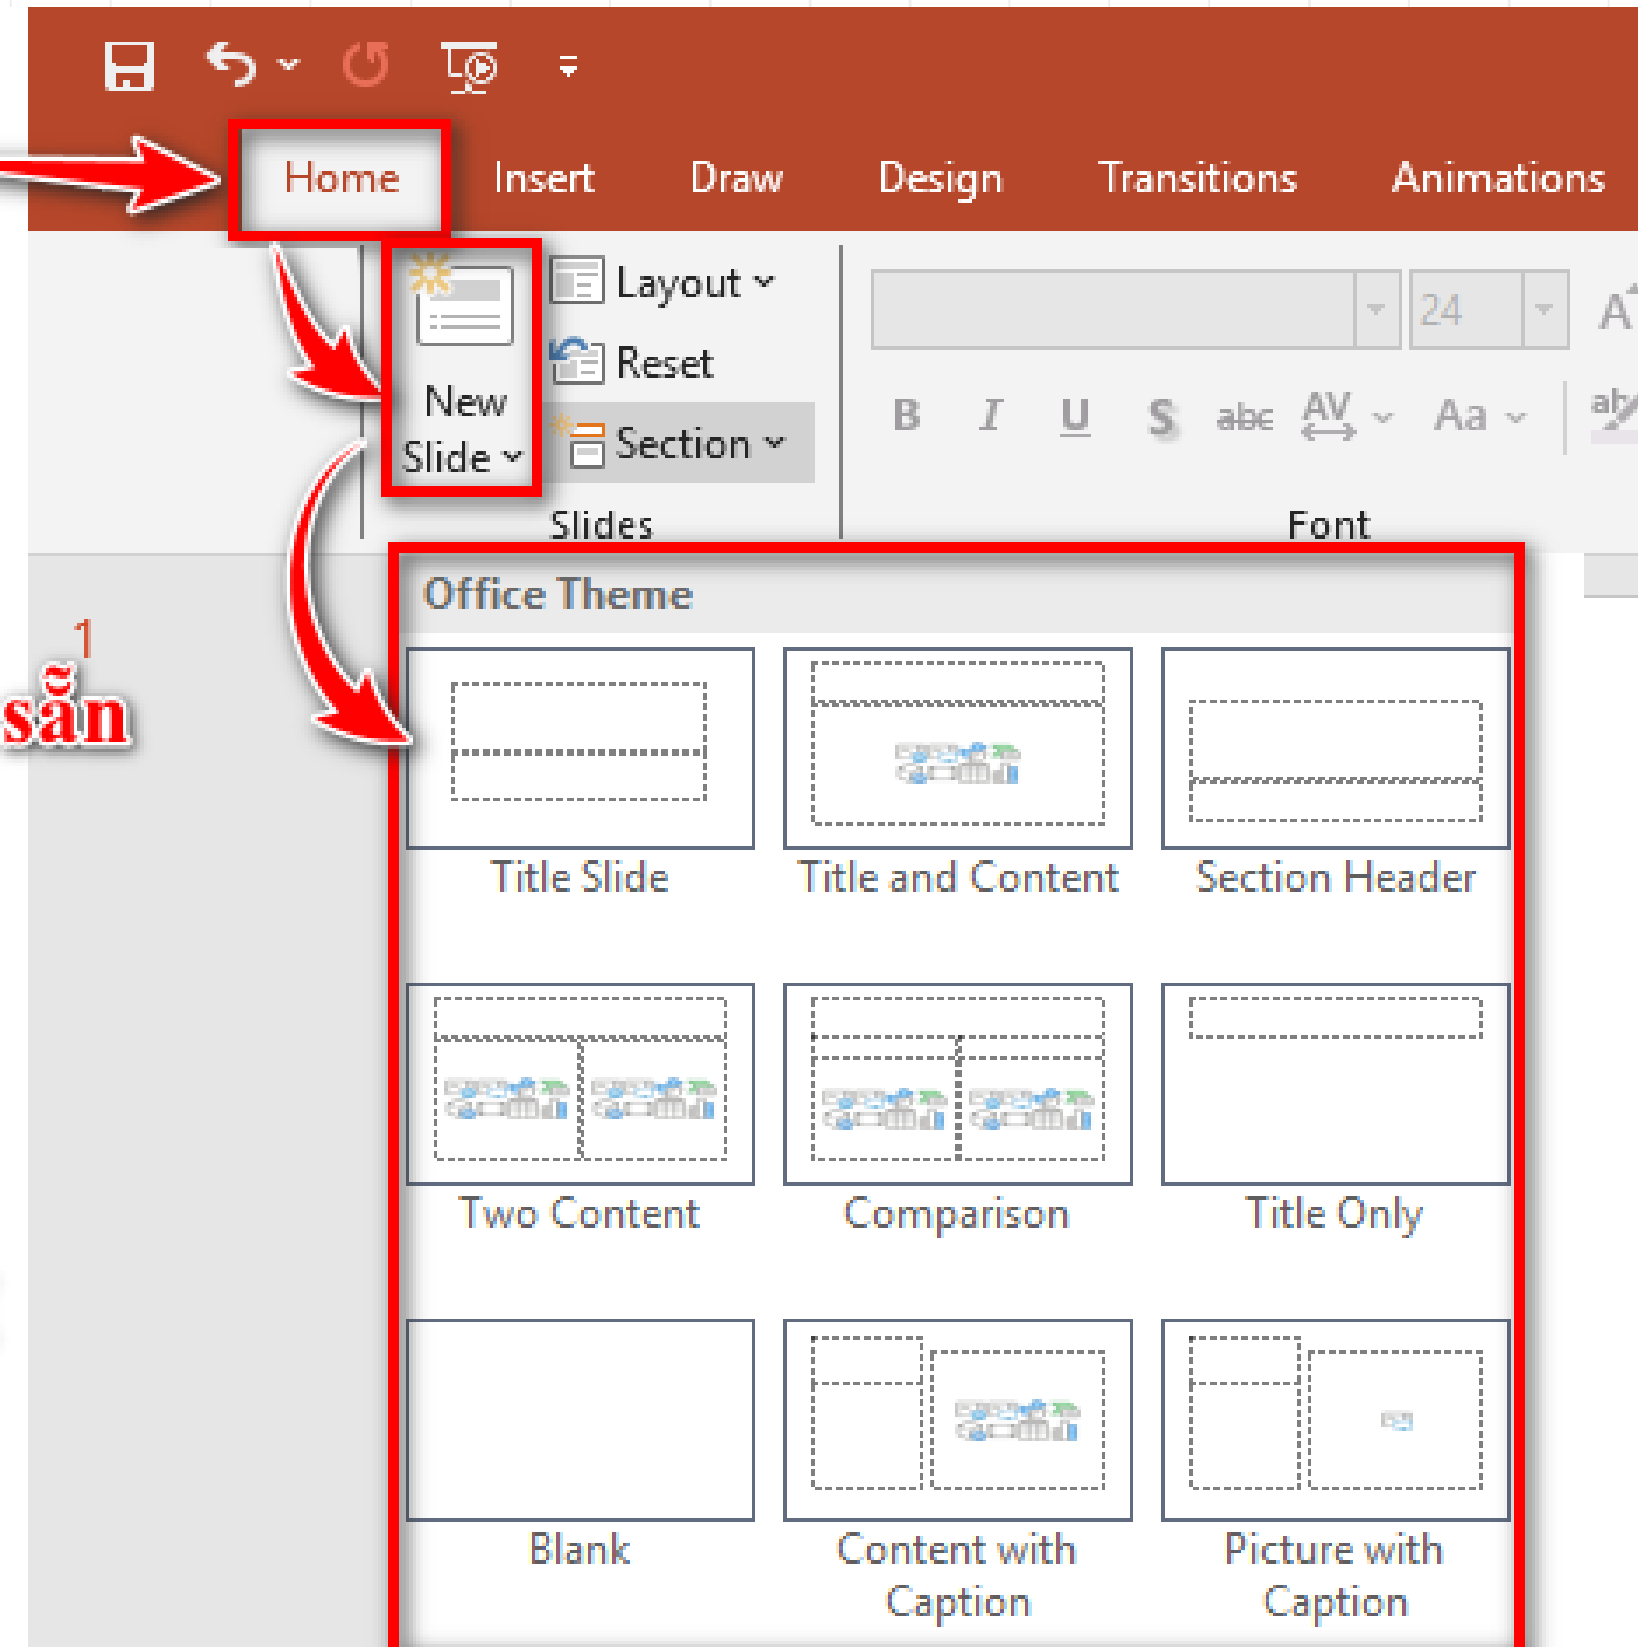 Home Insert Draw Design Transitions Animations
New Slide
Layout
Reset
Section
Slides
24
B I U S abc AV Aa
Font
Office Theme
1
sẵn
Title Slide Title and Content Section Header
Two Content Comparison Title Only
Blank Content with Caption Picture with Caption